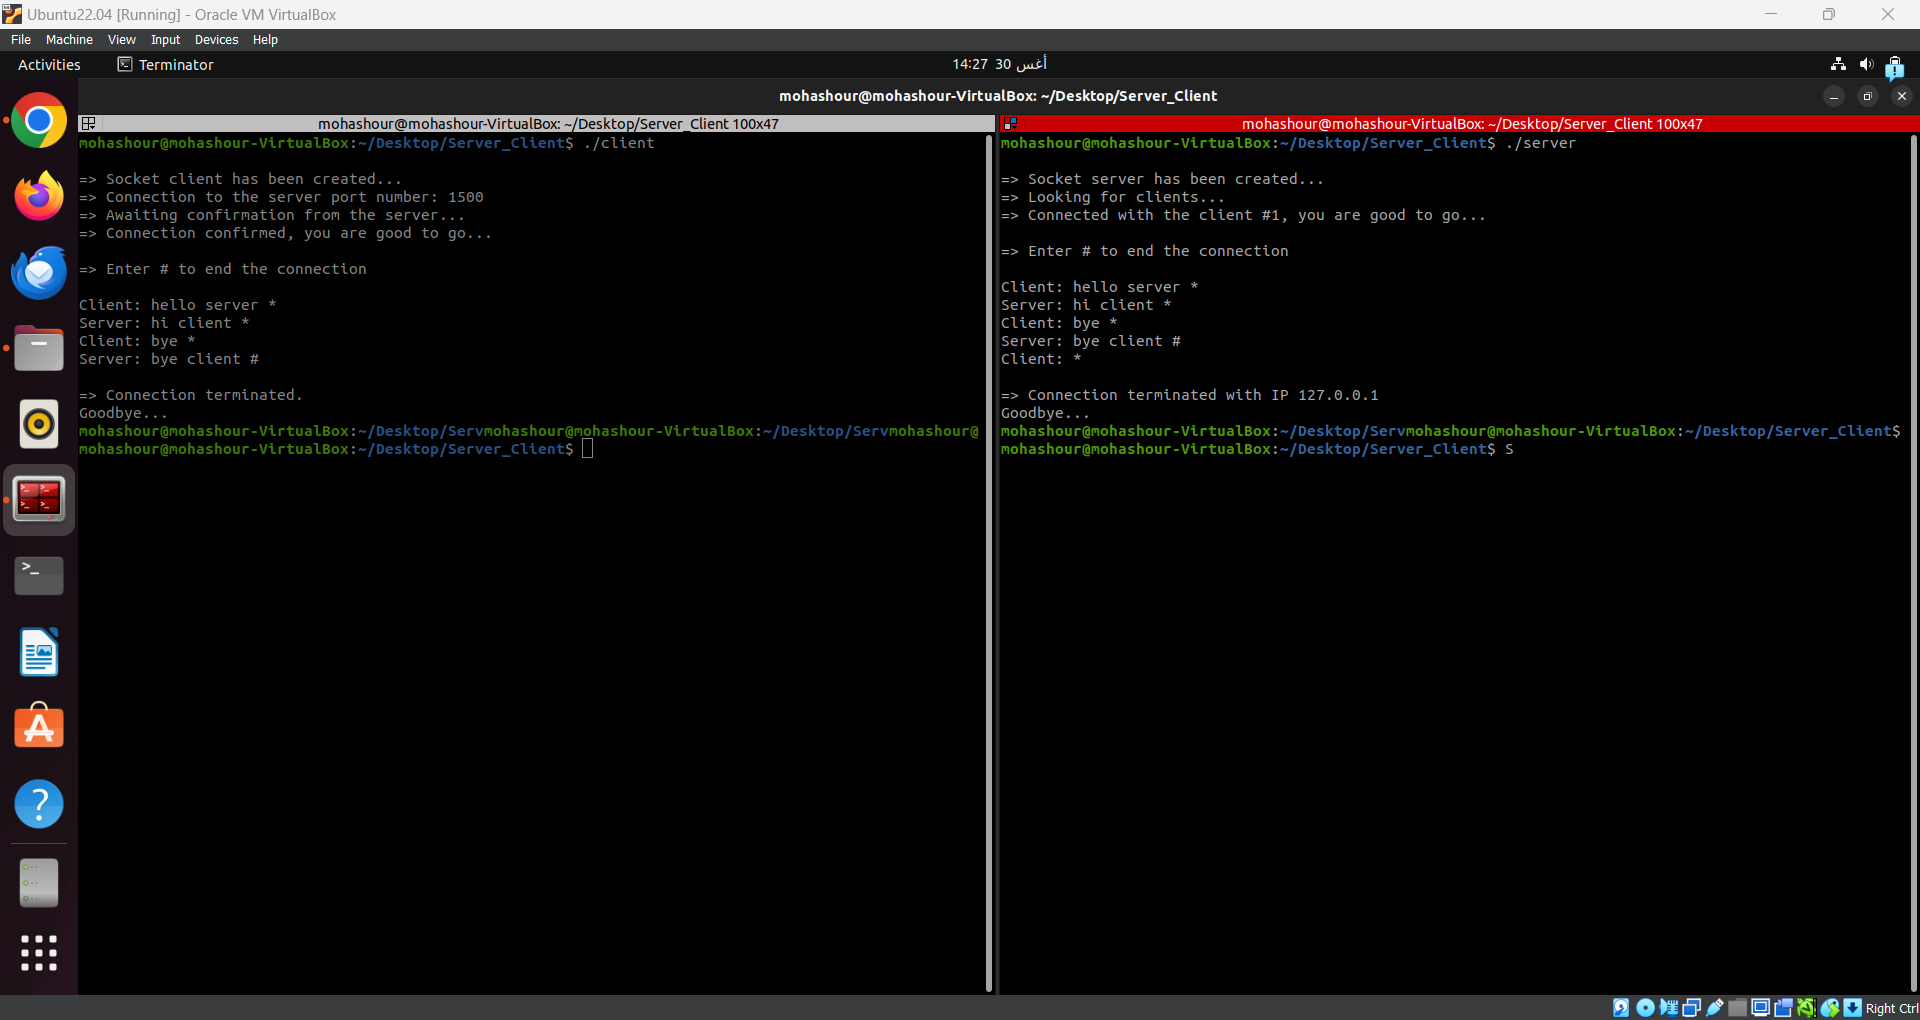 Ubuntu22.04 [Running] - Oracle VM VirtualBox
File Machine View Input Devices Help
Activities Terminator 14:27 30 أغس
mohashour@mohashour-VirtualBox: ~/Desktop/Server_Client
mohashour@mohashour-VirtualBox: ~/Desktop/Server_Client 100x47
mohashour@mohashour-VirtualBox:~/Desktop/Server_Client$ ./client
=> Socket client has been created...
=> Connection to the server port number: 1500
=> Awaiting confirmation from the server...
=> Connection confirmed, you are good to go...
=> Enter # to end the connection
Client: hello server *
Server: hi client *
Client: bye *
Server: bye client #
=> Connection terminated.
Goodbye...
mohashour@mohashour-VirtualBox:~/Desktop/Servmohashour@mohashour-VirtualBox:~/Desktop/Servmohashour@
mohashour@mohashour-VirtualBox:~/Desktop/Server_Client$
mohashour@mohashour-VirtualBox: ~/Desktop/Server_Client 100x47
mohashour@mohashour-VirtualBox:~/Desktop/Server_Client$ ./server
=> Socket server has been created...
=> Looking for clients...
=> Connected with the client #1, you are good to go...
=> Enter # to end the connection
Client: hello server *
Server: hi client *
Client: bye *
Server: bye client #
Client: *
=> Connection terminated with IP 127.0.0.1
Goodbye...
mohashour@mohashour-VirtualBox:~/Desktop/Servmohashour@mohashour-VirtualBox:~/Desktop/Server_Client$
mohashour@mohashour-VirtualBox:~/Desktop/Server_Client$ S
Right Ctrl